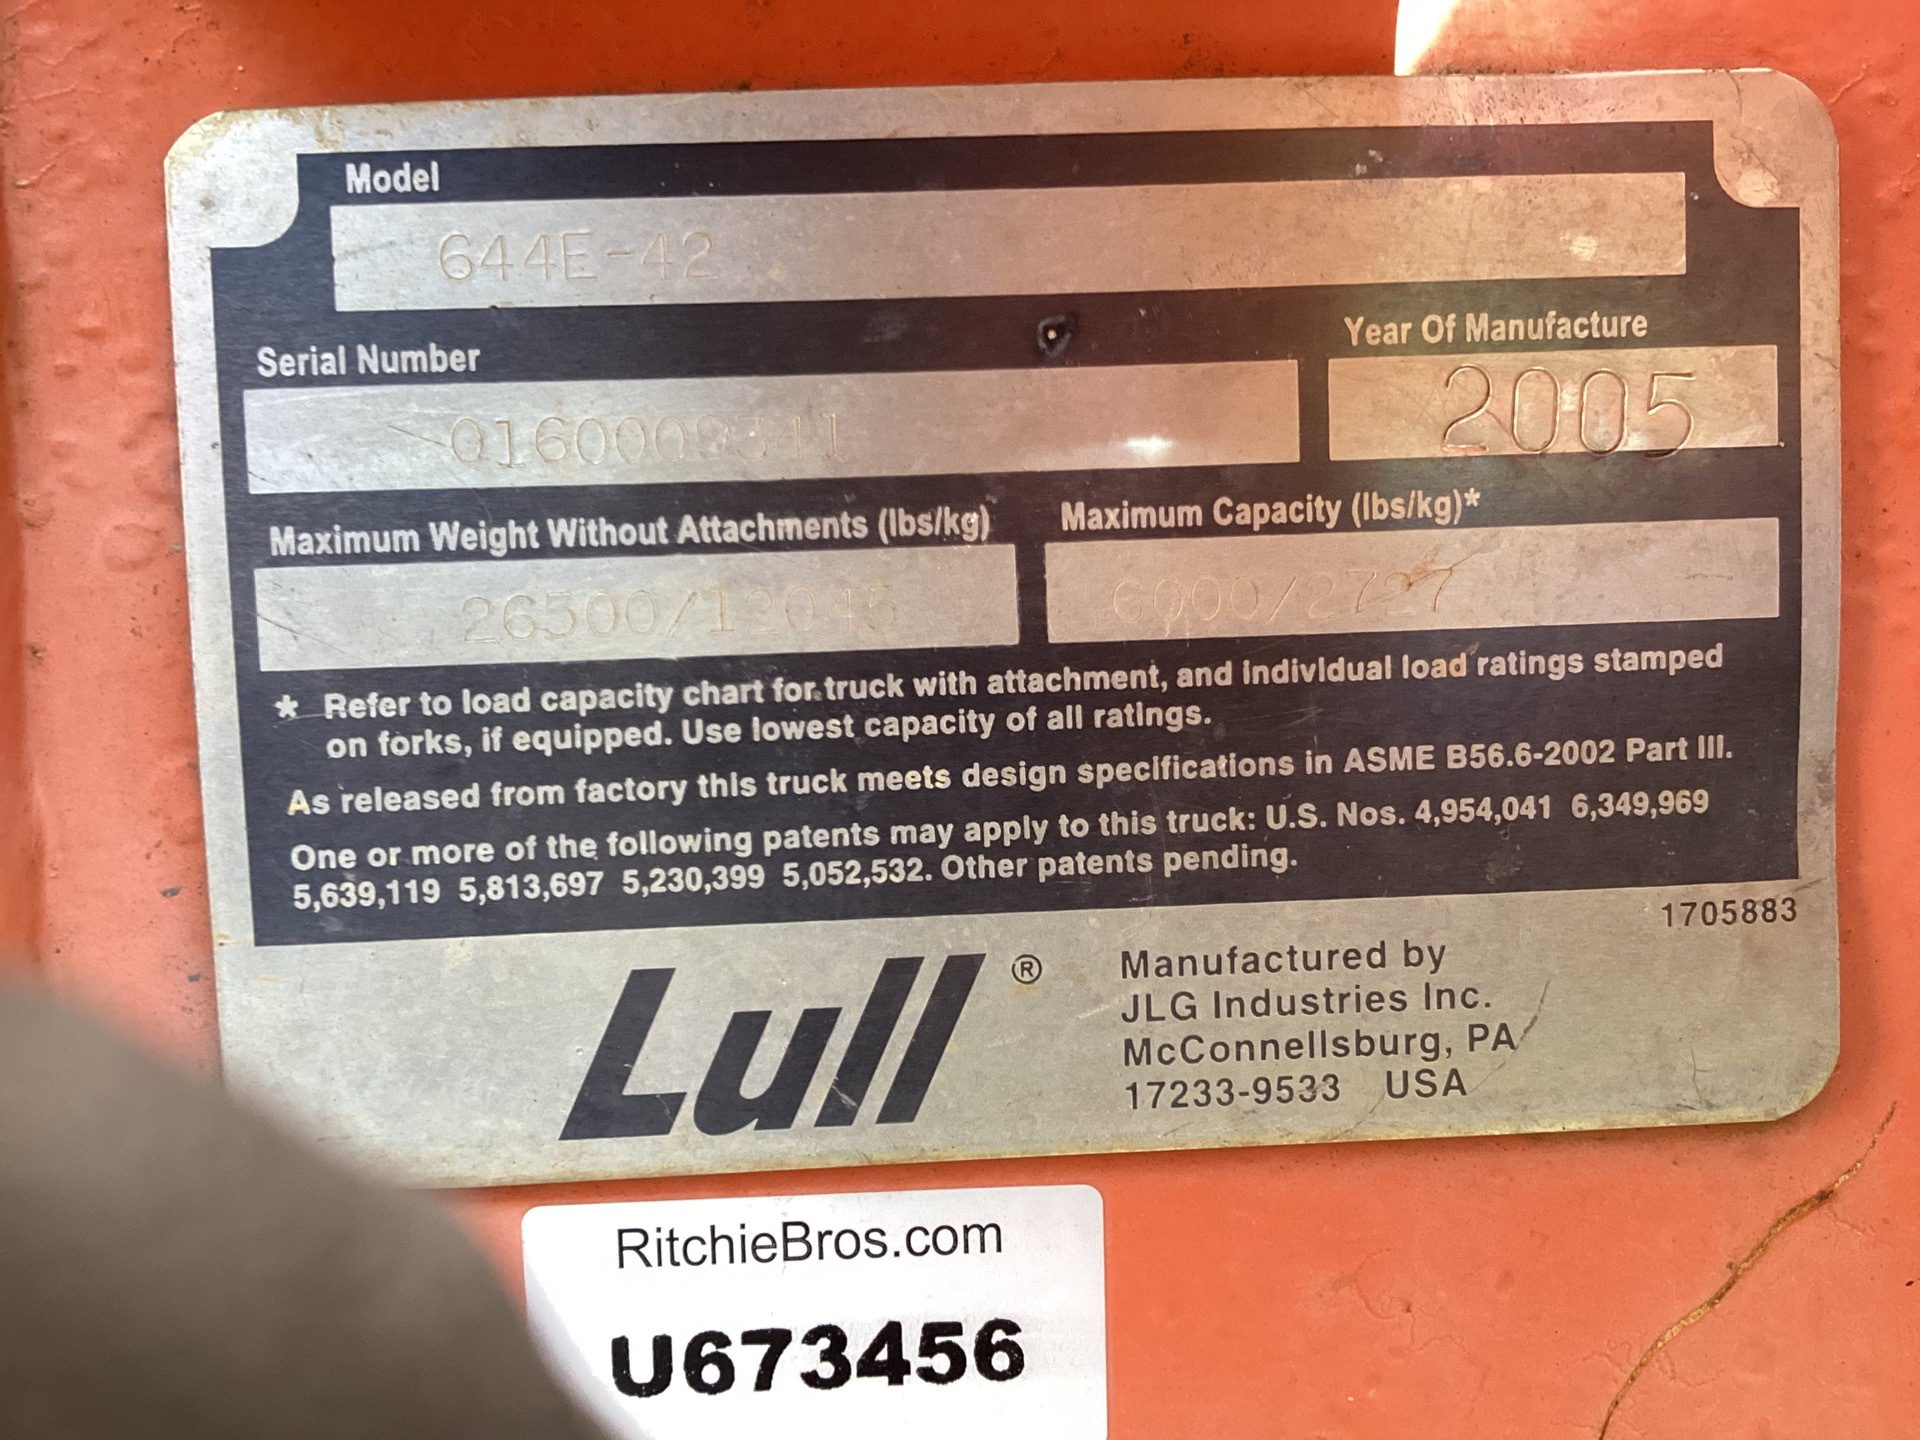 Model
644E-42
Serial Number
0160009341
Year Of Manufacture
2005
Maximum Weight Without Attachments (lbs/kg)
26500/12045
Maximum Capacity (lbs/kg)*
6000/2727
* Refer to load capacity chart for truck with attachment, and individual load ratings stamped
on forks, if equipped. Use lowest capacity of all ratings.
As released from factory this truck meets design specifications in ASME B56.6-2002 Part III.
One or more of the following patents may apply to this truck: U.S. Nos. 4,954,041 6,349,969
5,639,119 5,813,697 5,230,399 5,052,532. Other patents pending.
1705883
Lull®
Manufactured by
JLG Industries Inc.
McConnellsburg, PA
17233-9533 USA
RitchieBros.com
U673456